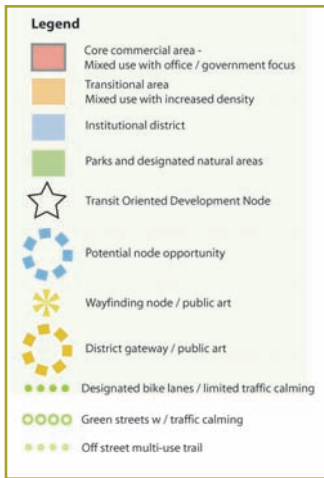 Legend
Core commercial area -
Mixed use with office / government focus
Transitional area
Mixed use with increased density
Institutional district
Parks and designated natural areas
Transit Oriented Development Node
Potential node opportunity
Wayfinding node / public art
District gateway / public art
Designated bike lanes / limited traffic calming
Green streets w / traffic calming
Off street multi-use trail